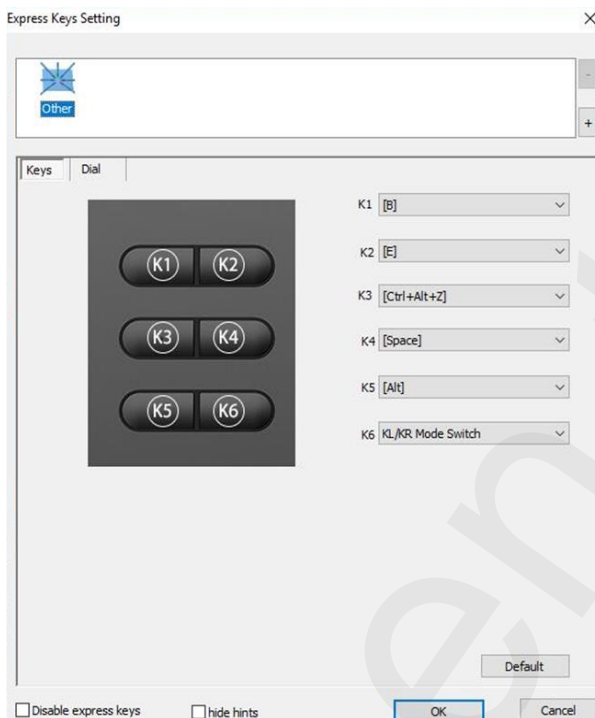 Express Keys Setting
Other
-
+
Keys Dial
K1 [B]
K2 [E]
K3 [Ctrl+Alt+Z]
K4 [Space]
K5 [Alt]
K6 KL/KR Mode Switch
K1 K2
K3 K4
K5 K6
Default
Disable express keys hide hints OK Cancel